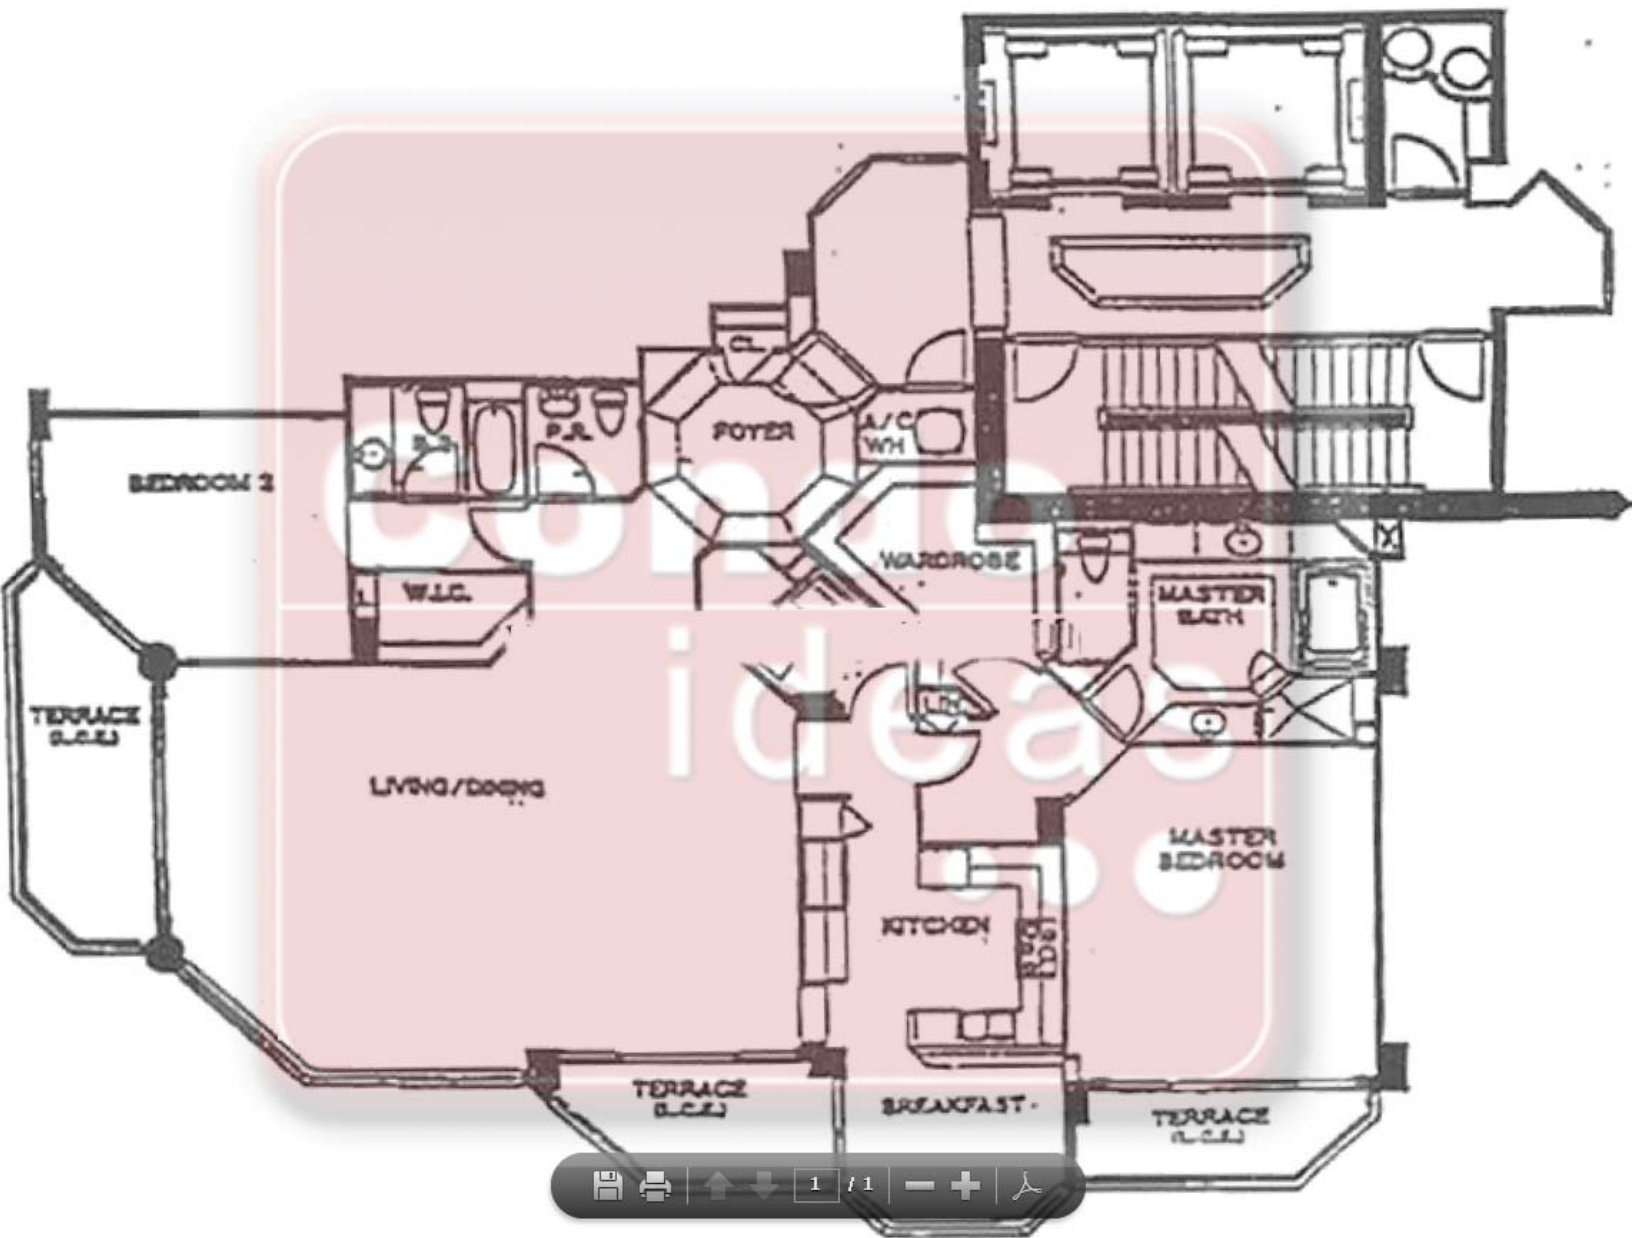 CL.
FOYER
A/C
WH
P.R.
BEDROOM 2
Condo
WARDROBE
W.I.C.
L
MASTER
BATH
ideas
LIN
TERRACE
(L.C.E.)
LIVING/DINING
MASTER
BEDROOM
KITCHEN
TERRACE
(L.C.E.)
BREAKFAST
TERRACE
(L.C.E.)
1 / 1